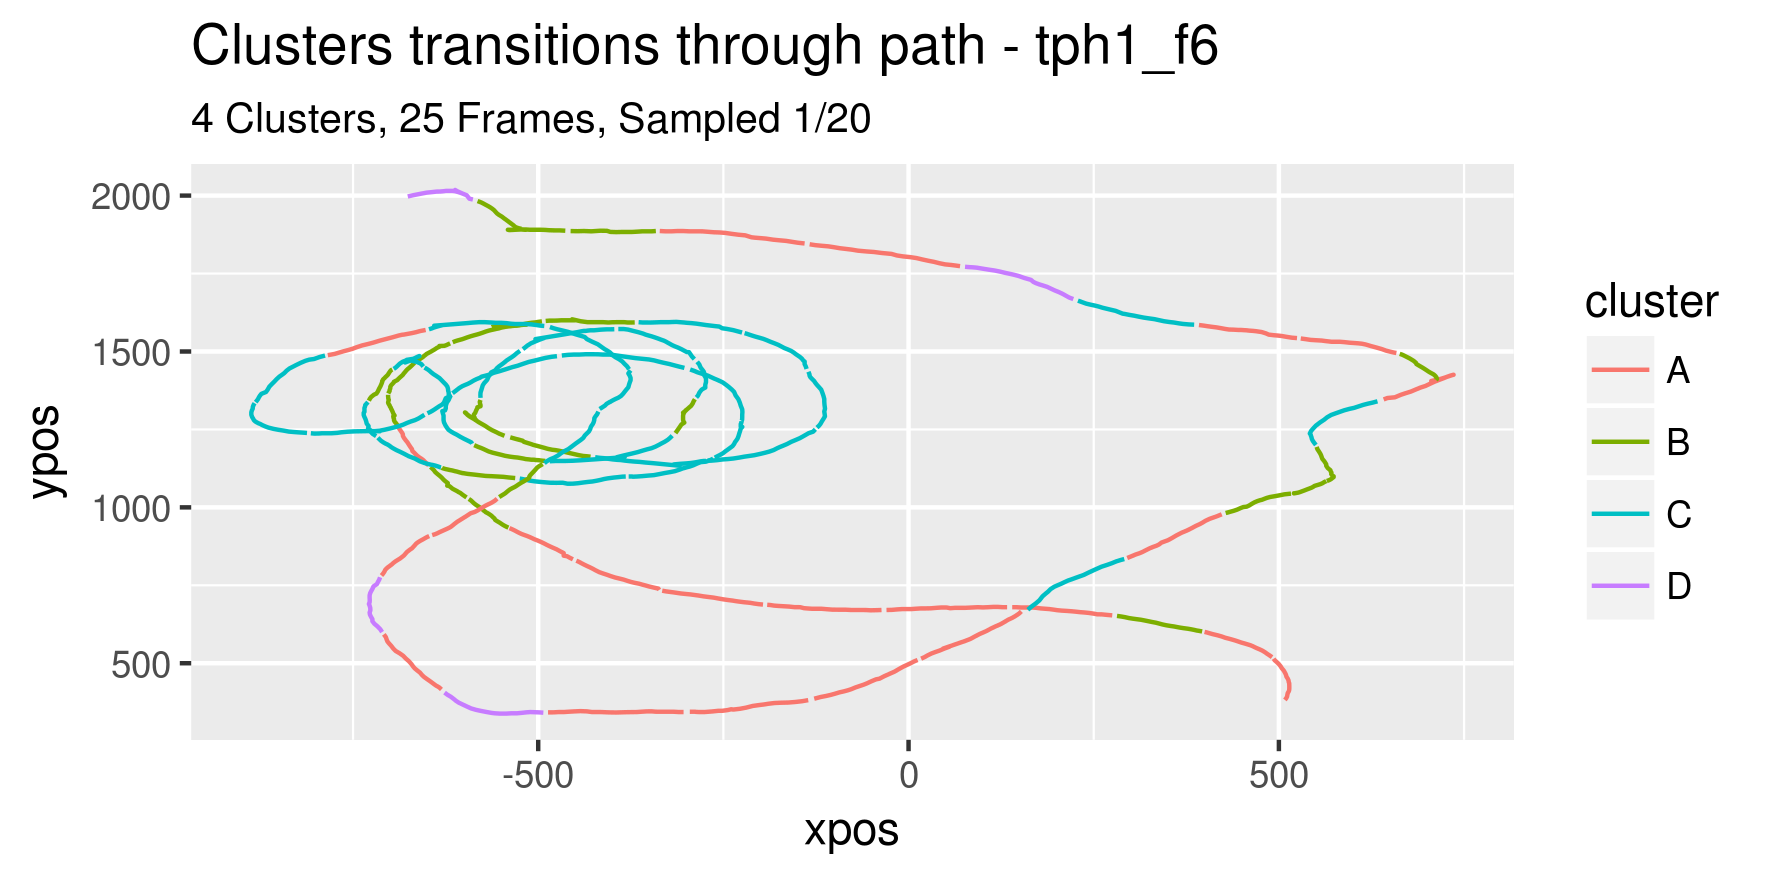 Clusters transitions through path - tph1_f6
4 Clusters, 25 Frames, Sampled 1/20
2000
1500
1000
500
ypos
-500
0
500
xpos
cluster
A
B
C
D